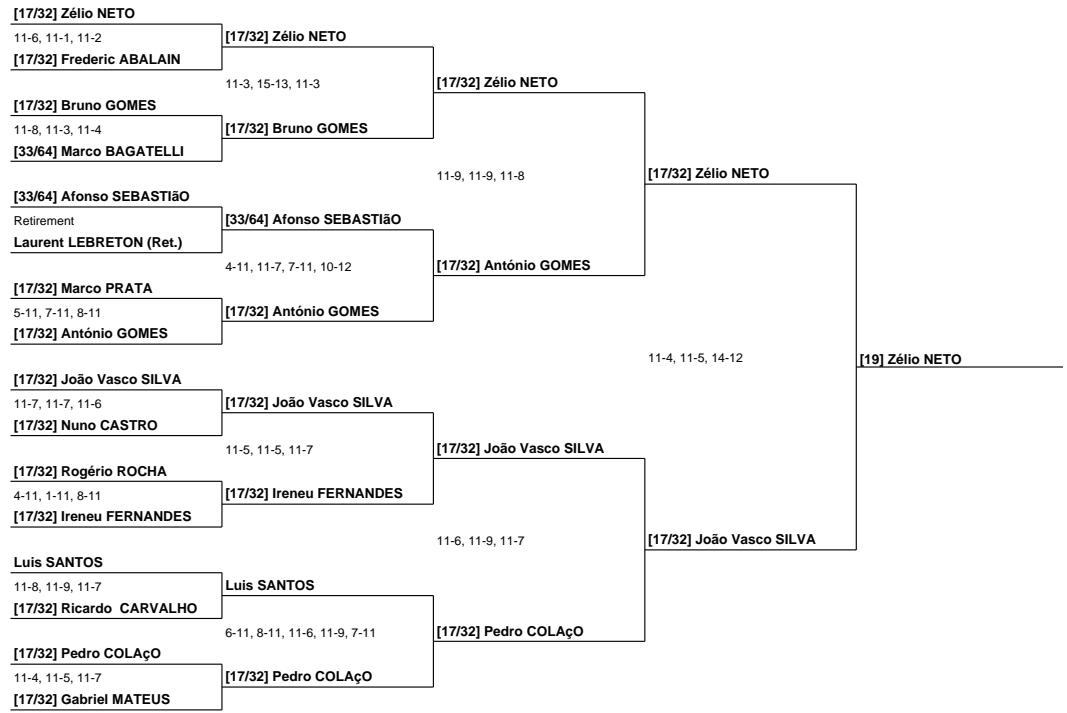 [17/32] Zélio NETO
11-6, 11-1, 11-2
[17/32] Frederic ABALAIN
[17/32] Bruno GOMES
11-8, 11-3, 11-4
[33/64] Marco BAGATELLI
[33/64] Afonso SEBASTIãO
Retirement
Laurent LEBRETON (Ret.)
[17/32] Marco PRATA
5-11, 7-11, 8-11
[17/32] António GOMES
[17/32] João Vasco SILVA
11-7, 11-7, 11-6
[17/32] Nuno CASTRO
[17/32] Rogério ROCHA
4-11, 1-11, 8-11
[17/32] Ireneu FERNANDES
Luis SANTOS
11-8, 11-9, 11-7
[17/32] Ricardo  CARVALHO
[17/32] Pedro COLAçO
11-4, 11-5, 11-7
[17/32] Gabriel MATEUS
[17/32] Zélio NETO
11-3, 15-13, 11-3
[17/32] Bruno GOMES
[33/64] Afonso SEBASTIãO
4-11, 11-7, 7-11, 10-12
[17/32] António GOMES
[17/32] João Vasco SILVA
11-5, 11-5, 11-7
[17/32] Ireneu FERNANDES
Luis SANTOS
6-11, 8-11, 11-6, 11-9, 7-11
[17/32] Pedro COLAçO
[17/32] Zélio NETO
11-9, 11-9, 11-8
[17/32] António GOMES
[17/32] João Vasco SILVA
11-6, 11-9, 11-7
[17/32] Pedro COLAçO
[17/32] Zélio NETO
11-4, 11-5, 14-12
[17/32] João Vasco SILVA
[19] Zélio NETO